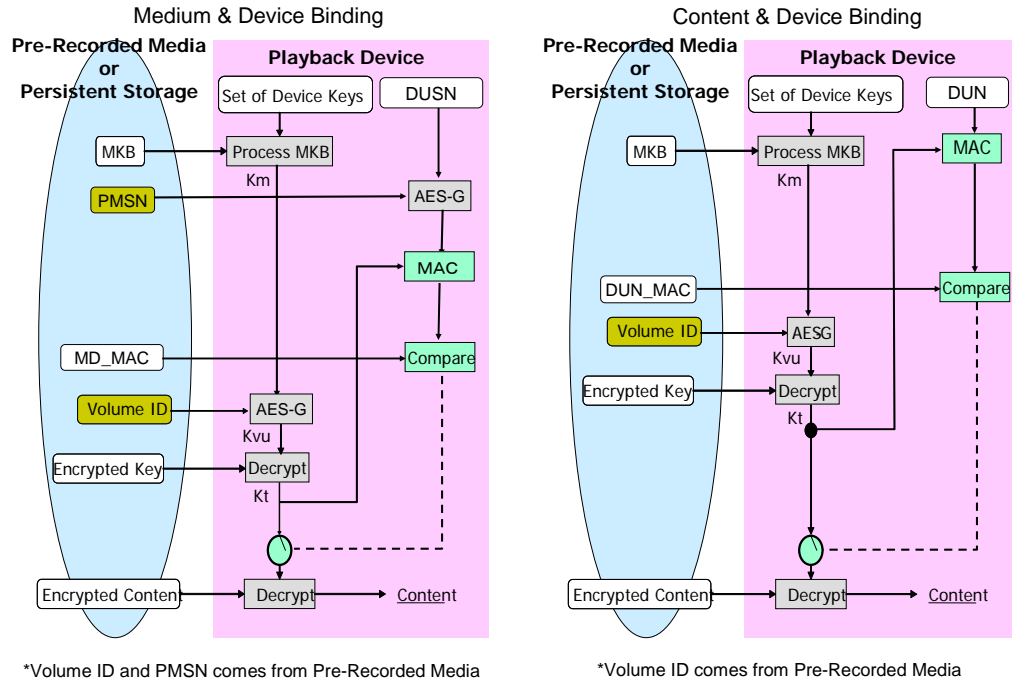 Medium & Device Binding
Pre-Recorded Media
or
Persistent Storage
Playback Device
Set of Device Keys
DUSN
MKB
Process MKB
Km
PMSN
AES-G
MAC
MD_MAC
Compare
Volume ID
AES-G
Kvu
Encrypted Key
Decrypt
Kt
Encrypted Content
Decrypt
Content
*Volume ID and PMSN comes from Pre-Recorded Media
Content & Device Binding
Pre-Recorded Media
or
Persistent Storage
Playback Device
Set of Device Keys
DUN
MKB
Process MKB
MAC
Km
DUN_MAC
Compare
Volume ID
AESG
Kvu
Encrypted Key
Decrypt
Kt
Encrypted Content
Decrypt
Content
*Volume ID comes from Pre-Recorded Media